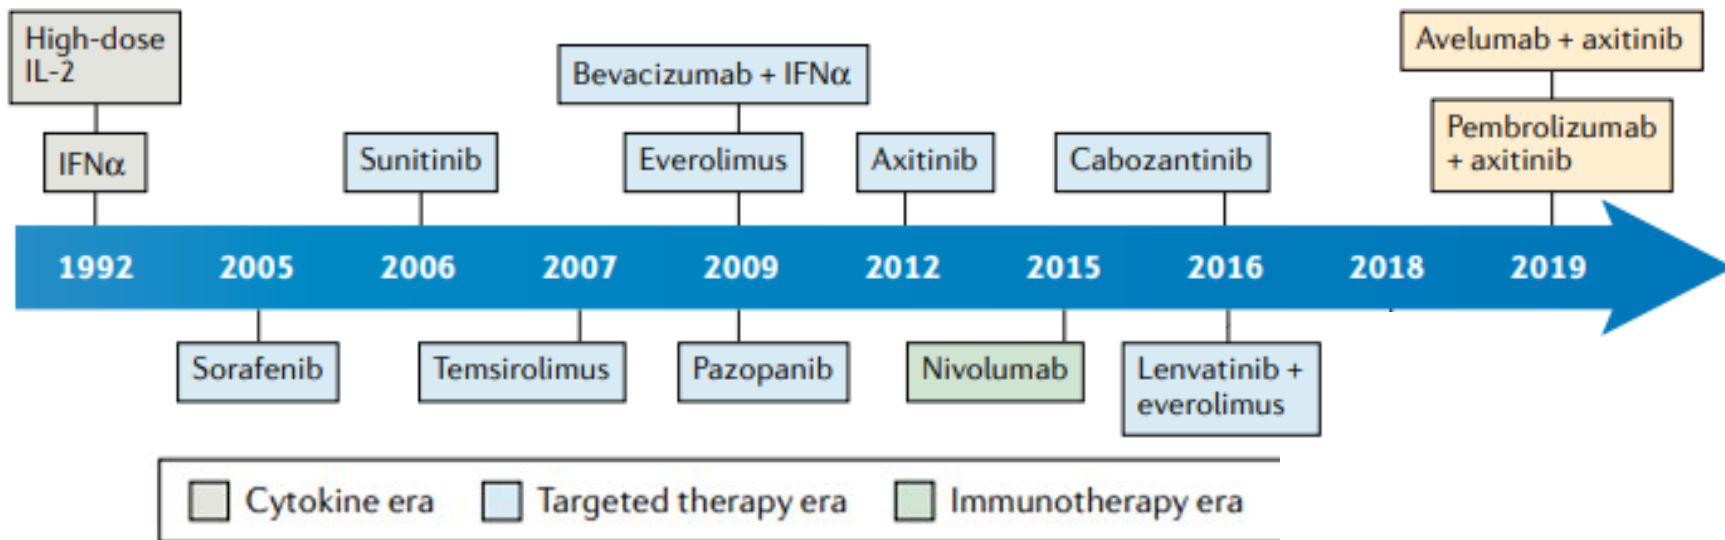 High-dose
IL-2
IFNα
Sunitinib
Bevacizumab + IFNα
Everolimus
Axitinib
Cabozantinib
Avelumab + axitinib
Pembrolizumab
+ axitinib
1992 2005 2006 2007 2009 2012 2015 2016 2018 2019
Sorafenib
Temsirolimus
Pazopanib
Nivolumab
Lenvatinib +
everolimus
Cytokine era Targeted therapy era Immunotherapy era